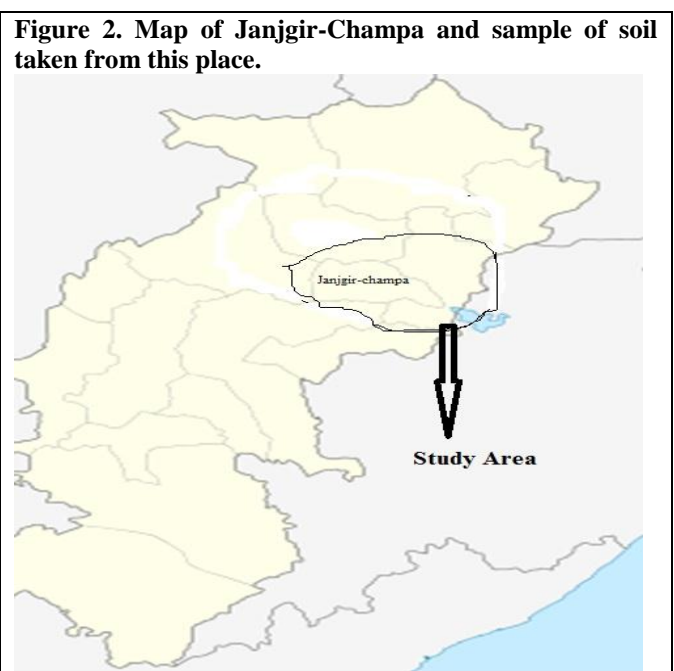 Figure 2. Map of Janjgir-Champa and sample of soil
taken from this place.
Janjgir-champa
Study Area